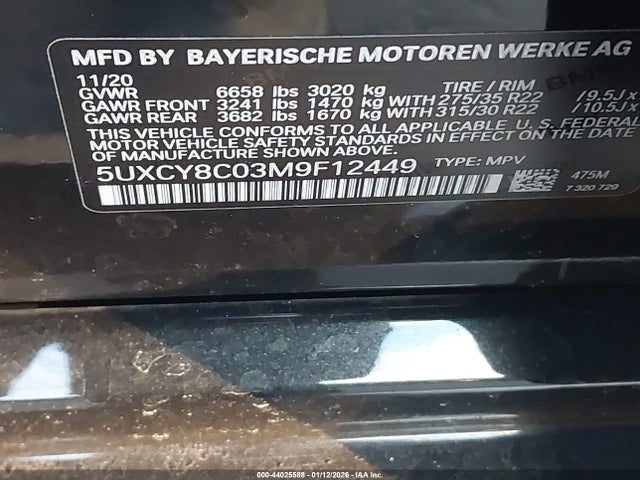 MFD BY BAYERISCHE MOTOREN WERKE AG
11/20 TIRE / RIM
GVWR 6658 lbs 3020 kg
GAWR FRONT 3241 lbs 1470 kg WITH 275/35 R22 / 9.5J x
GAWR REAR 3682 lbs 1670 kg WITH 315/30 R22 / 10.5J x
THIS VEHICLE CONFORMS TO ALL APPLICABLE U. S. FEDERAL
MOTOR VEHICLE SAFETY STANDARDS IN EFFECT ON THE DATE
OF MANUFACTURE SHOWN ABOVE.
5UXCY8C03M9F12449 TYPE: MPV
475M
7 320 729
000-44025588 - 01/12/2026 - IAA Inc.